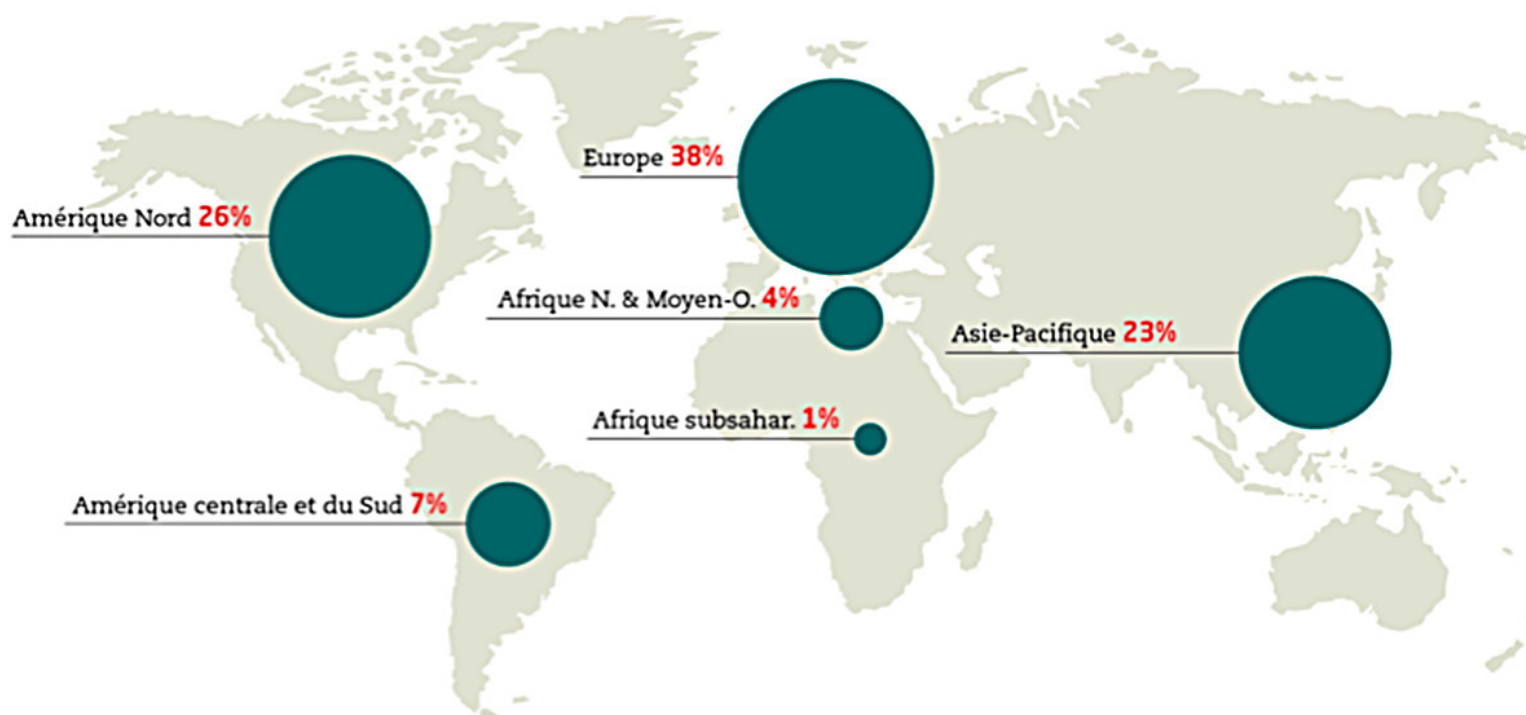 Europe 38%
Amérique Nord 26%
Afrique N. & Moyen-O. 4%
Asie-Pacifique 23%
Afrique subsahar. 1%
Amérique centrale et du Sud 7%